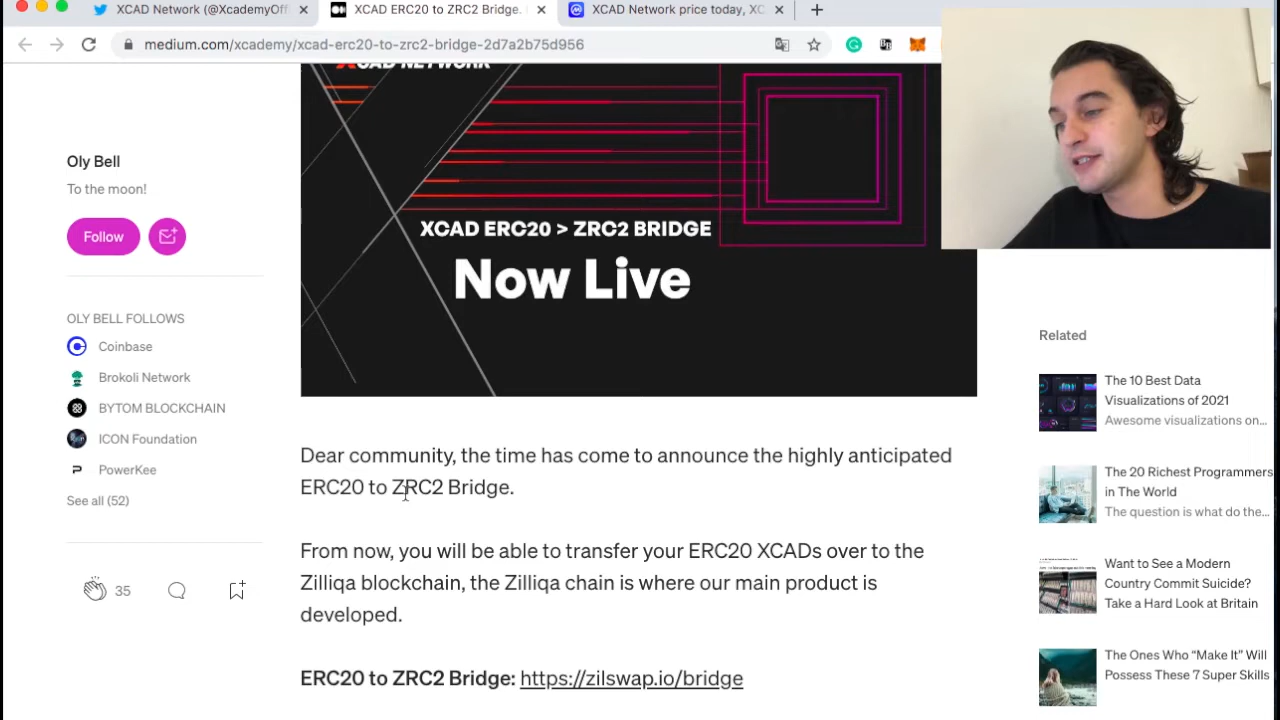 XCAD Network (@XcademyOffi
XCAD ERC20 to ZRC2 Bridge.
XCAD Network price today, XC
medium.com/xcademy/xcad-erc20-to-zrc2-bridge-2d7a2b75d956
XCAD NETWORK
XCAD ERC20 > ZRC2 BRIDGE
Now Live
Oly Bell
To the moon!
Follow
OLY BELL FOLLOWS
Coinbase
Brokoli Network
BYTOM BLOCKCHAIN
ICON Foundation
PowerKee
See all (52)
35
Dear community, the time has come to announce the highly anticipated
ERC20 to ZRC2 Bridge.
From now, you will be able to transfer your ERC20 XCADs over to the
Zilliqa blockchain, the Zilliqa chain is where our main product is
developed.
ERC20 to ZRC2 Bridge: https://zilswap.io/bridge
Related
The 10 Best Data
Visualizations of 2021
Awesome visualizations on...
The 20 Richest Programmers
in The World
The question is what do the...
Want to See a Modern
Country Commit Suicide?
Take a Hard Look at Britain
The Ones Who “Make It” Will
Possess These 7 Super Skills